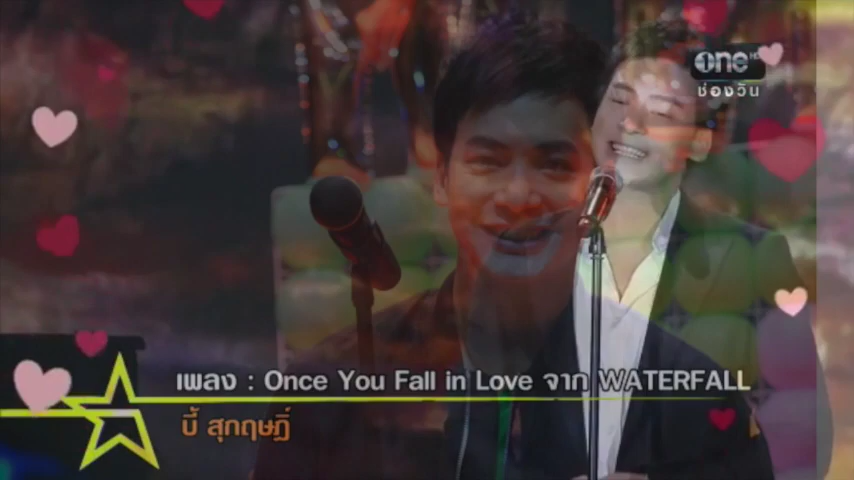 one HD
ช่องวัน
เพลง : Once You Fall in Love จาก WATERFALL
บี้ สุกฤษฎิ์